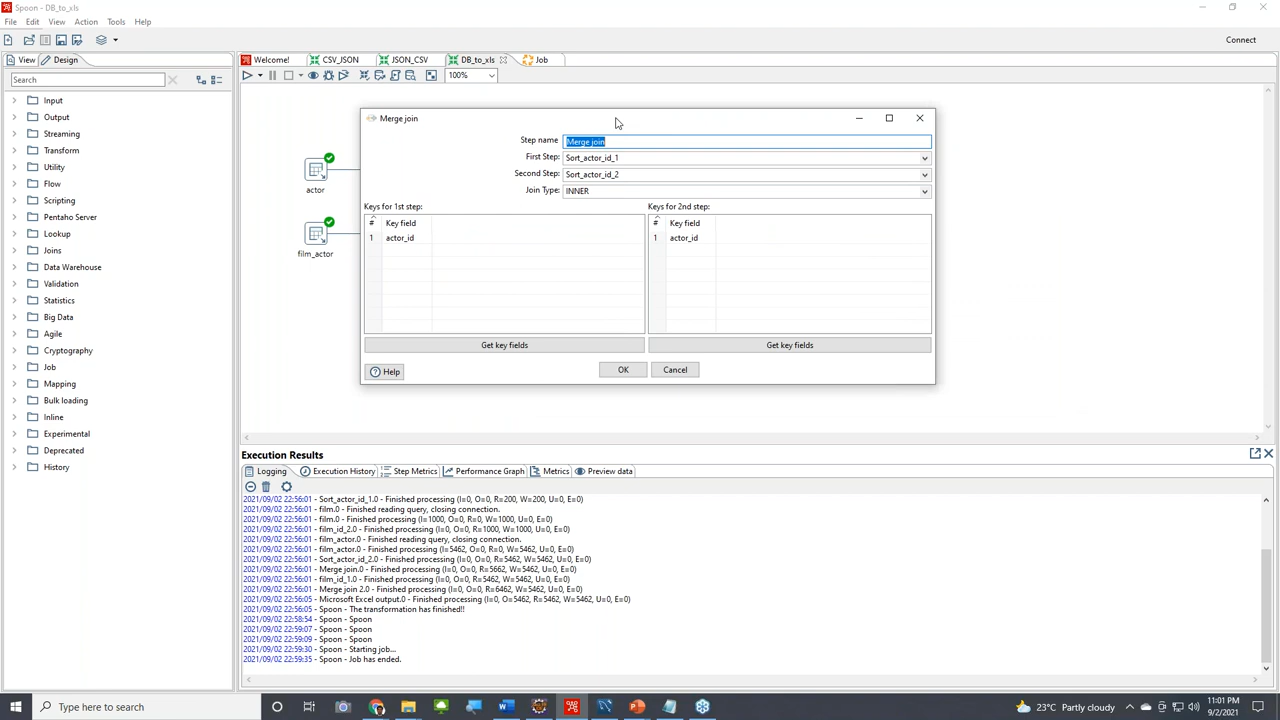 Spoon - DB_to_xls
File Edit View Action Tools Help
Connect
View Design
Welcome! CSV_JSON JSON_CSV DB_to_xls Job
Search
100%
Input
Output
Streaming
Transform
Utility
Flow
Scripting
Pentaho Server
Lookup
Joins
Data Warehouse
Validation
Statistics
Big Data
Agile
Cryptography
Job
Mapping
Bulk loading
Inline
Experimental
Deprecated
History
actor
film_actor
Merge join
Step name Merge join
First Step: Sort_actor_id_1
Second Step: Sort_actor_id_2
Join Type: INNER
Keys for 1st step: Keys for 2nd step:
# Key field # Key field
1 actor_id 1 actor_id
Get key fields Get key fields
Help OK Cancel
Execution Results
Logging Execution History Step Metrics Performance Graph Metrics Preview data
2021/09/02 22:56:01 - Sort_actor_id_1.0 - Finished processing (I=0, O=0, R=200, W=200, U=0, E=0)
2021/09/02 22:56:01 - film.0 - Finished reading query, closing connection.
2021/09/02 22:56:01 - film.0 - Finished processing (I=1000, O=0, R=0, W=1000, U=0, E=0)
2021/09/02 22:56:01 - film_id_2.0 - Finished processing (I=0, O=0, R=1000, W=1000, U=0, E=0)
2021/09/02 22:56:01 - film_actor.0 - Finished reading query, closing connection.
2021/09/02 22:56:01 - film_actor.0 - Finished processing (I=5462, O=0, R=0, W=5462, U=0, E=0)
2021/09/02 22:56:01 - Sort_actor_id_2.0 - Finished processing (I=0, O=0, R=5462, W=5462, U=0, E=0)
2021/09/02 22:56:01 - Merge join.0 - Finished processing (I=0, O=0, R=5662, W=5462, U=0, E=0)
2021/09/02 22:56:01 - film_id_1.0 - Finished processing (I=0, O=0, R=5462, W=5462, U=0, E=0)
2021/09/02 22:56:01 - Merge join 2.0 - Finished processing (I=0, O=0, R=6462, W=5462, U=0, E=0)
2021/09/02 22:56:05 - Microsoft Excel output.0 - Finished processing (I=0, O=5462, R=5462, W=5462, U=0, E=0)
2021/09/02 22:56:05 - Spoon - The transformation has finished!!
2021/09/02 22:58:54 - Spoon - Spoon
2021/09/02 22:59:07 - Spoon - Spoon
2021/09/02 22:59:09 - Spoon - Spoon
2021/09/02 22:59:30 - Spoon - Starting job...
2021/09/02 22:59:35 - Spoon - Job has ended.
Type here to search
23°C Partly cloudy
11:01 PM
9/2/2021